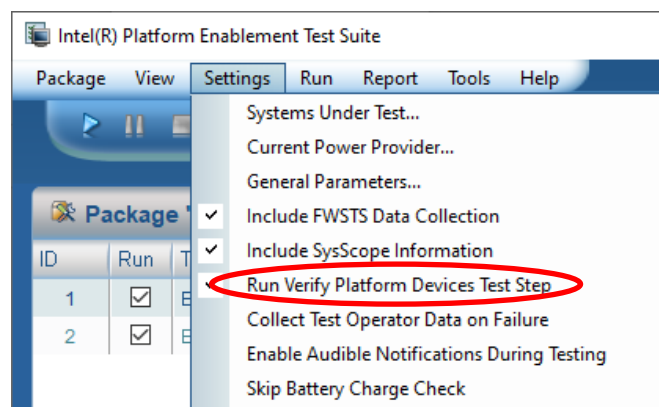 Intel(R) Platform Enablement Test Suite
Package View Settings Run Report Tools Help
Systems Under Test...
Current Power Provider...
General Parameters...
Package '
Include FWSTS Data Collection
ID Run T
Include SysScope Information
1 E
Run Verify Platform Devices Test Step
2 E
Collect Test Operator Data on Failure
Enable Audible Notifications During Testing
Skip Battery Charge Check